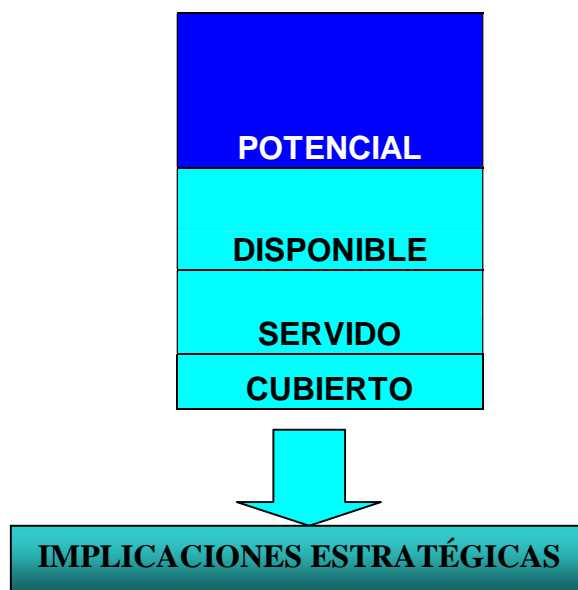 POTENCIAL
DISPONIBLE
SERVIDO
CUBIERTO
IMPLICACIONES ESTRATÉGICAS